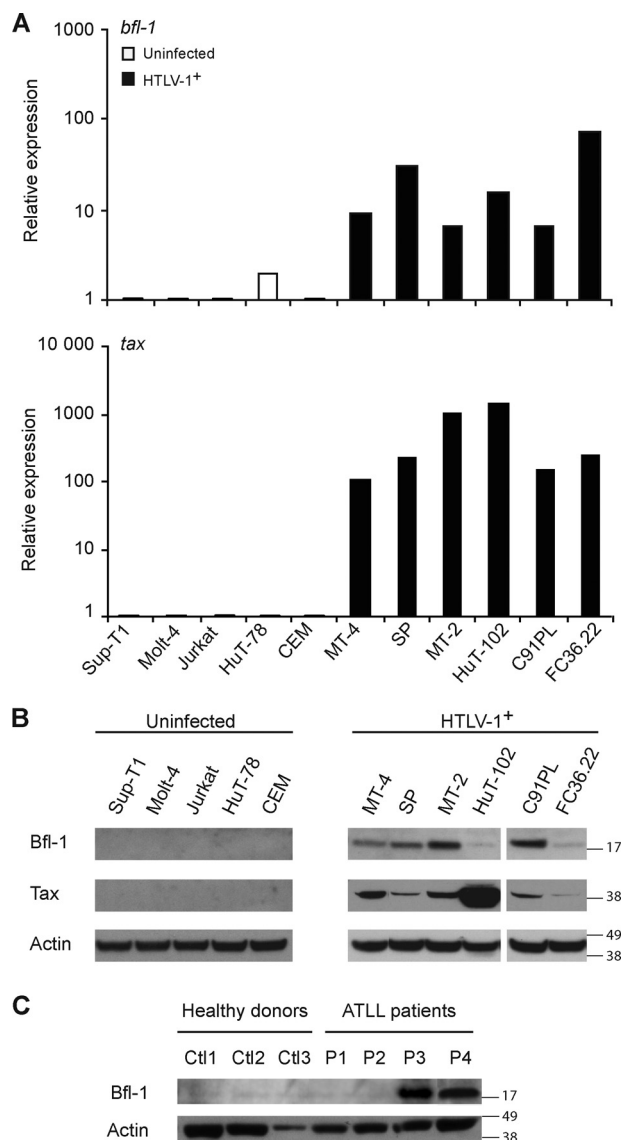 A
bfl-1
Uninfected
HTLV-1+
Relative expression
1000
100
10
1
tax
Relative expression
10 000
1000
100
10
1
Sup-T1 Molt-4 Jurkat HuT-78 CEM MT-4 SP MT-2 HuT-102 C91PL FC36.22
B
Uninfected HTLV-1+
Sup-T1 Molt-4 Jurkat HuT-78 CEM MT-4 SP MT-2 HuT-102 C91PL FC36.22
Bfl-1 17
Tax 38
Actin 49
38
C
Healthy donors ATLL patients
Ctl1 Ctl2 Ctl3 P1 P2 P3 P4
Bfl-1 17
Actin 49
38